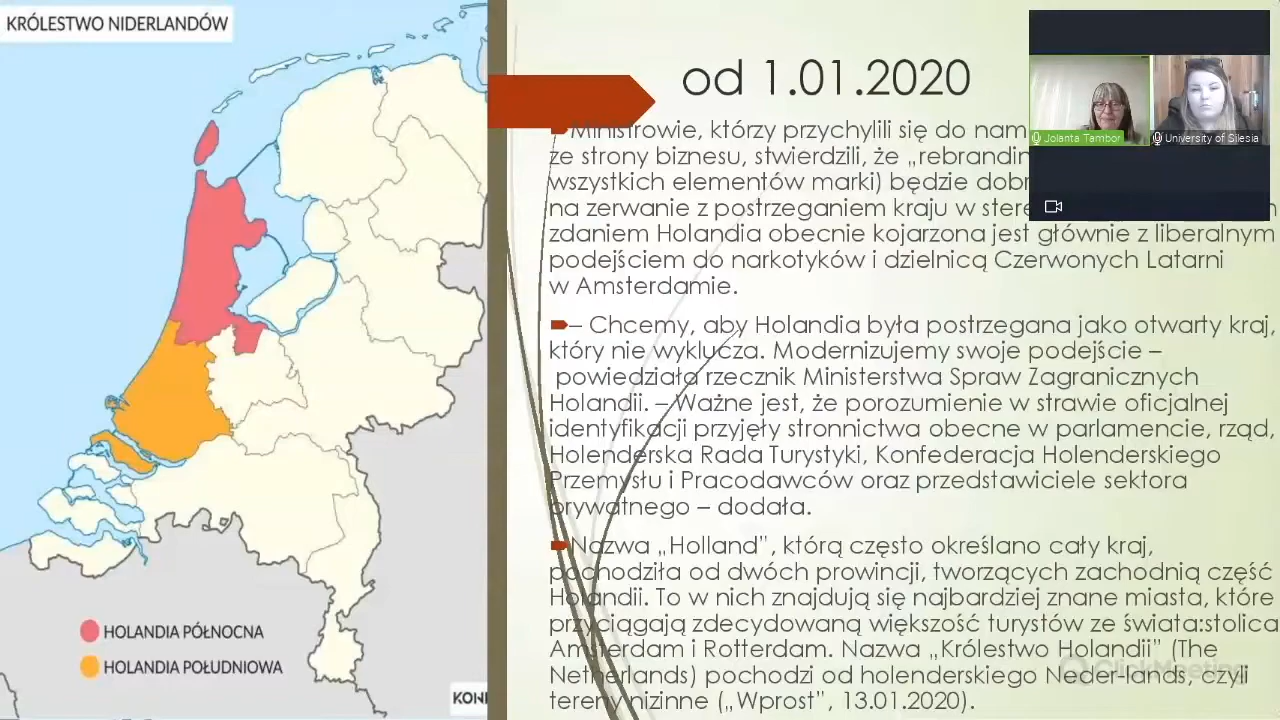 KRÓLESTWO NIDERLANDÓW
HOLANDIA PÓŁNOCNA
HOLANDIA POŁUDNIOWA
KON
od 1.01.2020
Ministrowie, którzy przychylili się do nam
ze strony biznesu, stwierdzili, że „rebrandin
wszystkich elementów marki) będzie dobr
na zerwanie z postrzeganiem kraju w stere
zdaniem Holandia obecnie kojarzona jest głównie z liberalnym
podejściem do narkotyków i dzielnicą Czerwonych Latarni
w Amsterdamie.
– Chcemy, aby Holandia była postrzegana jako otwarty kraj,
który nie wyklucza. Modernizujemy swoje podejście –
powiedziała rzecznik Ministerstwa Spraw Zagranicznych
Holandii. – Ważne jest, że porozumienie w strawie oficjalnej
identyfikacji przyjęły stronnictwa obecne w parlamencie, rząd,
Holenderska Rada Turystyki, Konfederacja Holenderskiego
Przemysłu i Pracodawców oraz przedstawiciele sektora
prywatnego – dodała.
Nazwa „Holland”, którą często określano cały kraj,
pochodziła od dwóch prowincji, tworzących zachodnią część
Holandii. To w nich znajdują się najbardziej znane miasta, które
przyciągają zdecydowaną większość turystów ze świata:stolica
Amsterdam i Rotterdam. Nazwa „Królestwo Holandii” (The
Netherlands) pochodzi od holenderskiego Neder-lands, czyli
tereny nizinne („Wprost”, 13.01.2020).
Jolanta Tambor
University of Silesia
ClickMeeting